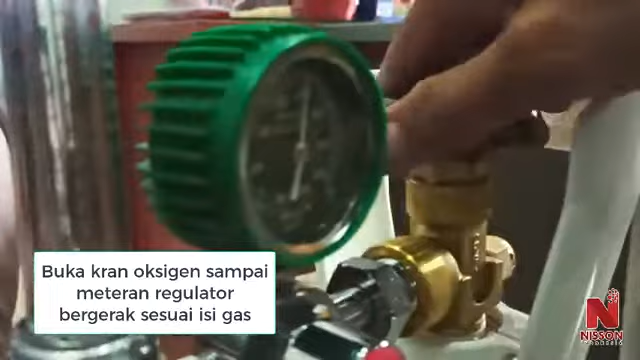 Buka kran oksigen sampai
meteran regulator
bergerak sesuai isi gas
N
NISSON